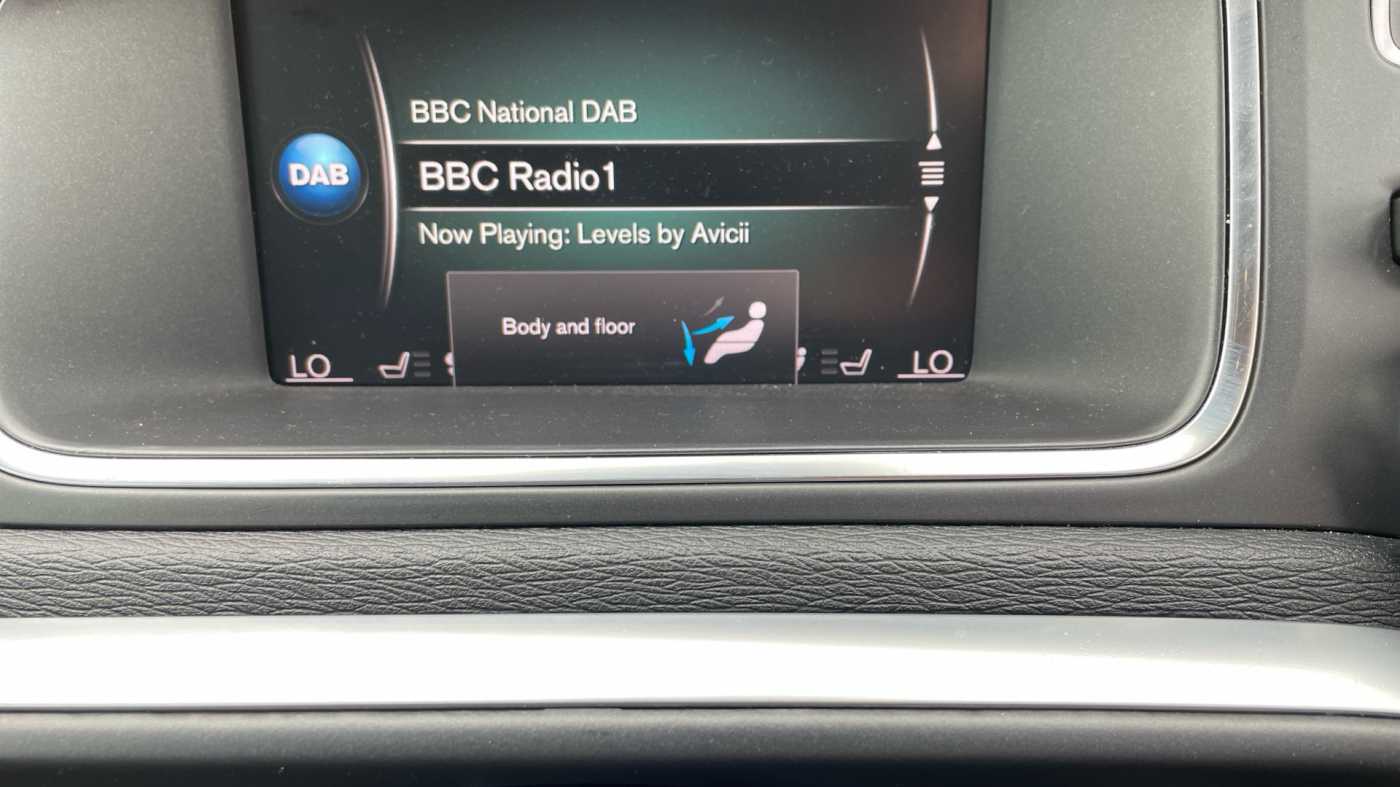 BBC National DAB
DAB
BBC Radio1
Now Playing: Levels by Avicii
Body and floor
LO
LO